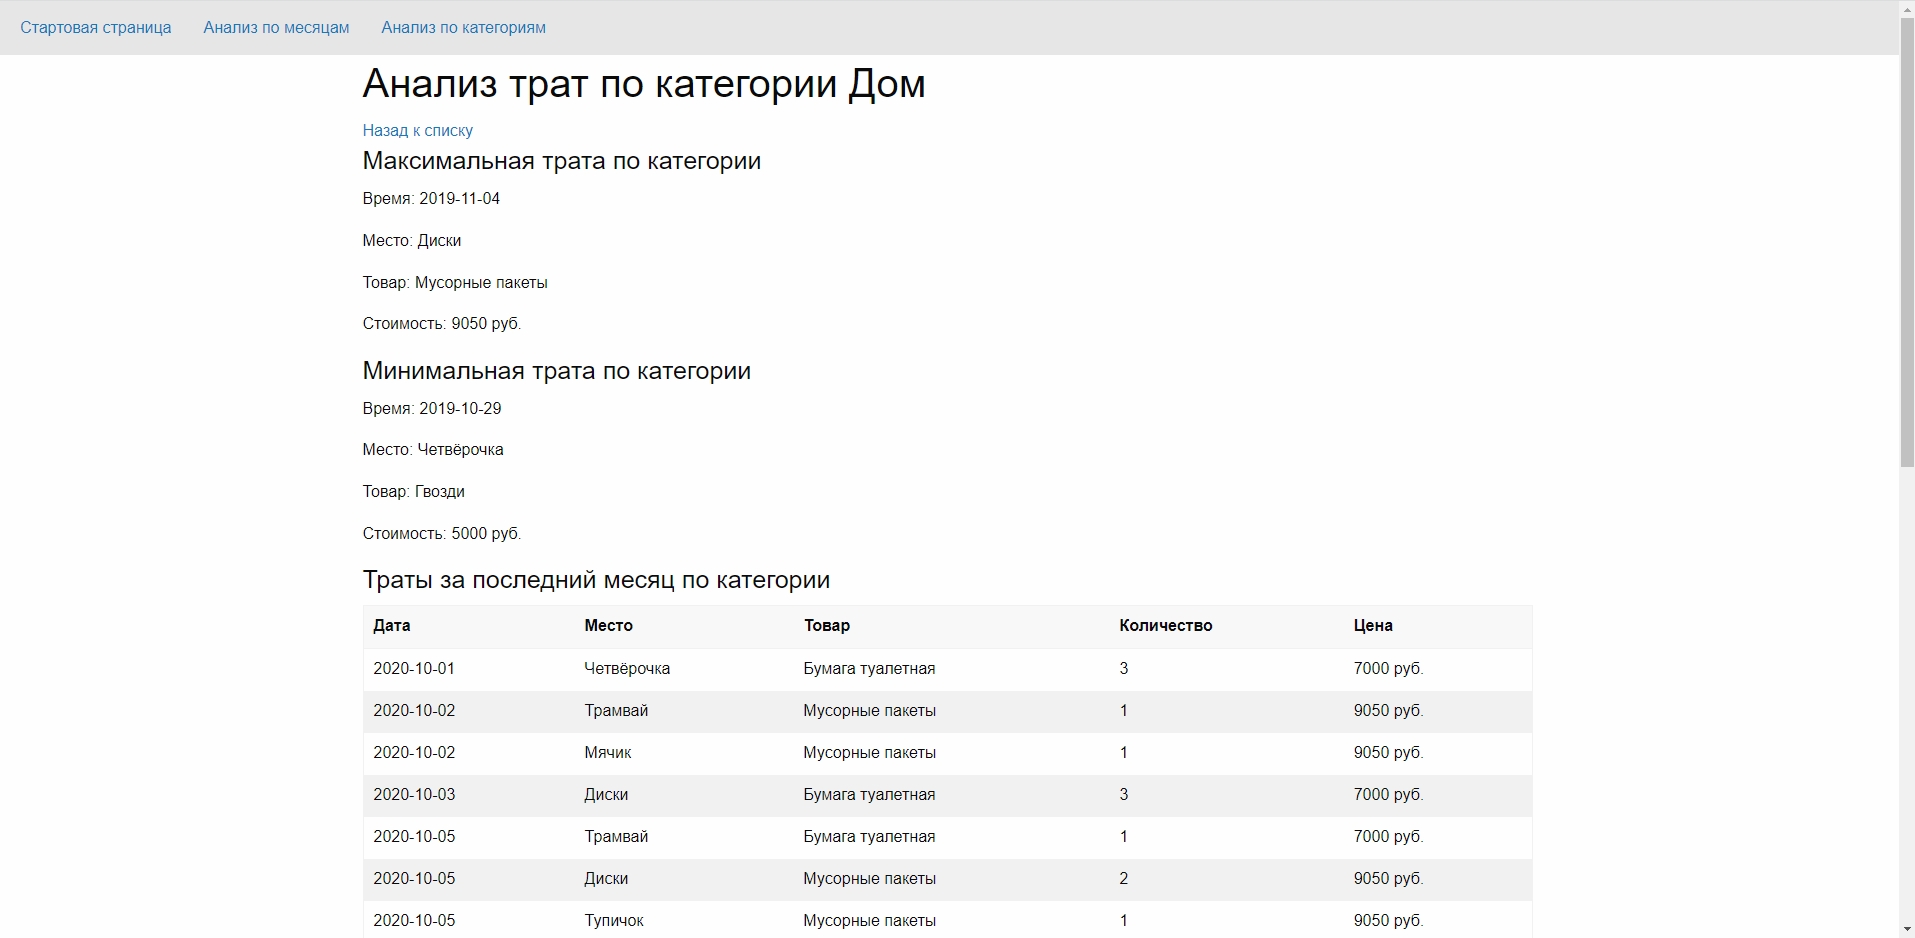 Стартовая страница Анализ по месяцам Анализ по категориям
Анализ трат по категории Дом
Назад к списку
Максимальная трата по категории
Время: 2019-11-04
Место: Диски
Товар: Мусорные пакеты
Стоимость: 9050 руб.
Минимальная трата по категории
Время: 2019-10-29
Место: Четвёрочка
Товар: Гвозди
Стоимость: 5000 руб.
Траты за последний месяц по категории
Дата Место Товар Количество Цена
2020-10-01 Четвёрочка Бумага туалетная 3 7000 руб.
2020-10-02 Трамвай Мусорные пакеты 1 9050 руб.
2020-10-02 Мячик Мусорные пакеты 1 9050 руб.
2020-10-03 Диски Бумага туалетная 3 7000 руб.
2020-10-05 Трамвай Бумага туалетная 1 7000 руб.
2020-10-05 Диски Мусорные пакеты 2 9050 руб.
2020-10-05 Тупичок Мусорные пакеты 1 9050 руб.